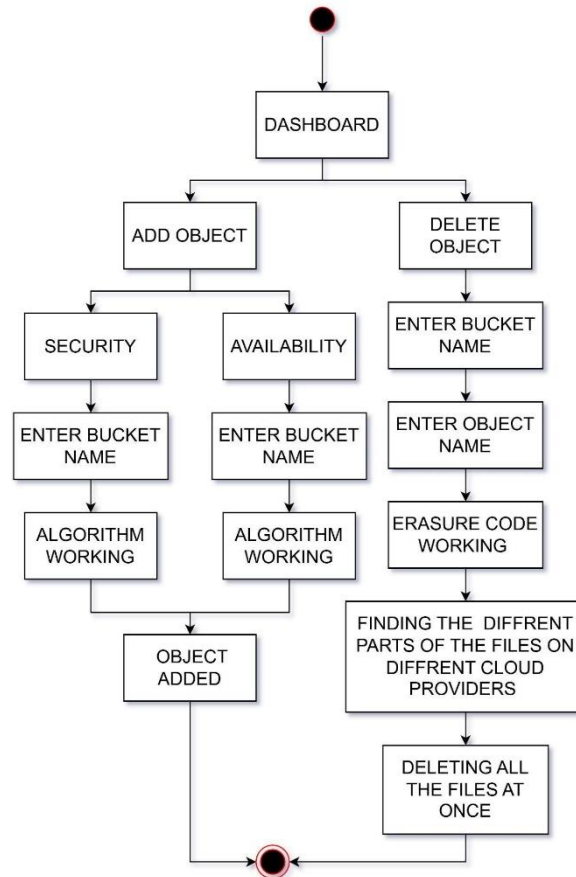 DASHBOARD
ADD OBJECT
DELETE
OBJECT
SECURITY
AVAILABILITY
ENTER BUCKET
NAME
ENTER BUCKET
NAME
ENTER BUCKET
NAME
ENTER OBJECT
NAME
ALGORITHM
WORKING
ALGORITHM
WORKING
ERASURE CODE
WORKING
OBJECT
ADDED
FINDING THE DIFFRENT
PARTS OF THE FILES ON
DIFFRENT CLOUD
PROVIDERS
DELETING ALL
THE FILES AT
ONCE